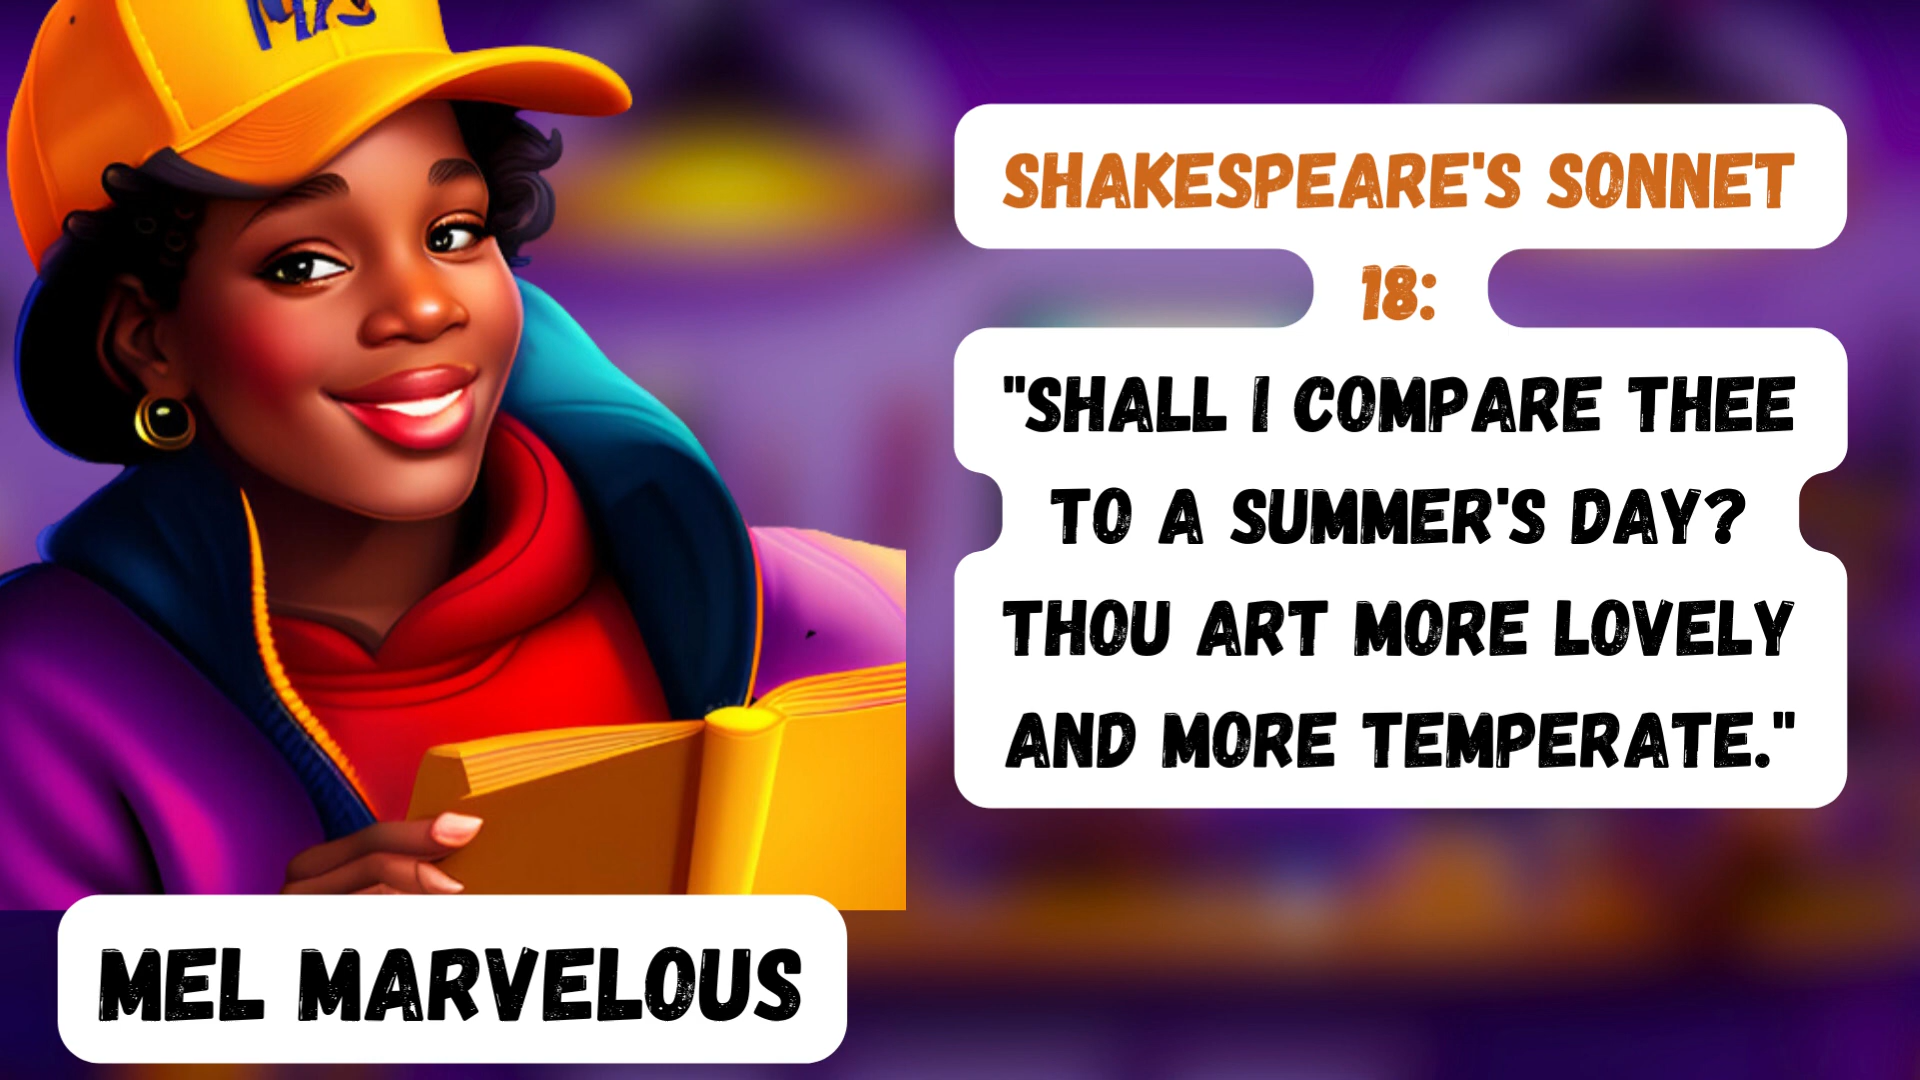 SHAKESPEARE'S SONNET
18:
"SHALL I COMPARE THEE
TO A SUMMER'S DAY?
THOU ART MORE LOVELY
AND MORE TEMPERATE."
MEL MARVELOUS